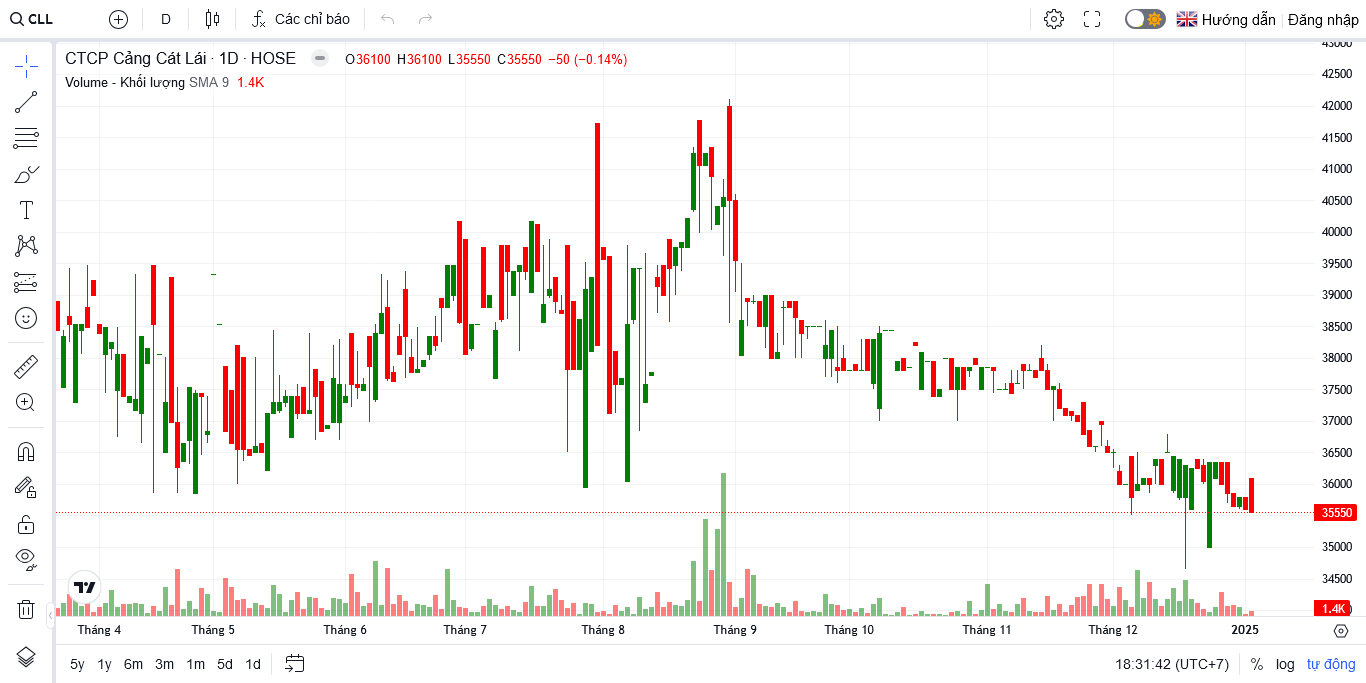 CLL
D
Các chỉ báo
Hướng dẫn
Đăng nhập
CTCP Cảng Cát Lái · 1D · HOSE
O36100 H36100 L35550 C35550 −50 (−0.14%)
Volume - Khối lượng SMA 9 1.4K
43000
42500
42000
41500
41000
40500
40000
39500
39000
38500
38000
37500
37000
36500
36000
35550
35000
34500
1.4K
Tháng 4 Tháng 5 Tháng 6 Tháng 7 Tháng 8 Tháng 9 Tháng 10 Tháng 11 Tháng 12 2025
5y 1y 6m 3m 1m 5d 1d
18:31:42 (UTC+7) % log tự động